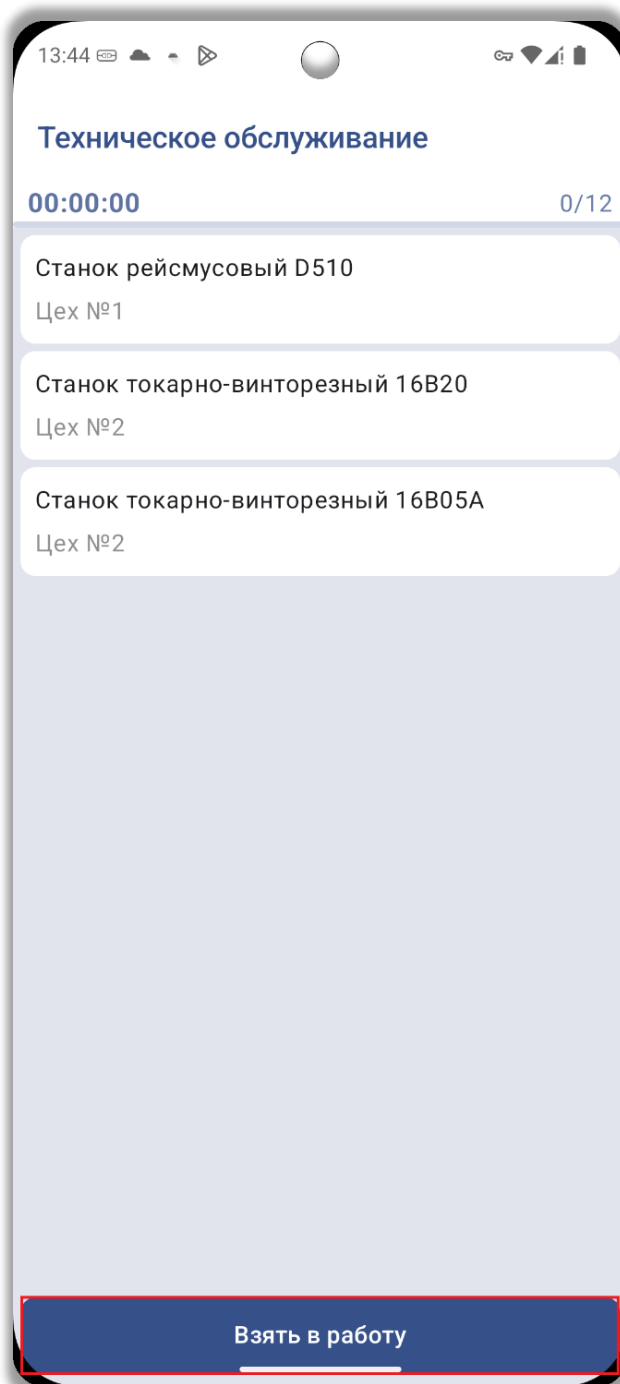 13:44
Техническое обслуживание
00:00:00 0/12
Станок рейсмусовый D510
Цех №1
Станок токарно-винторезный 16В20
Цех №2
Станок токарно-винторезный 16В05А
Цех №2
Взять в работу